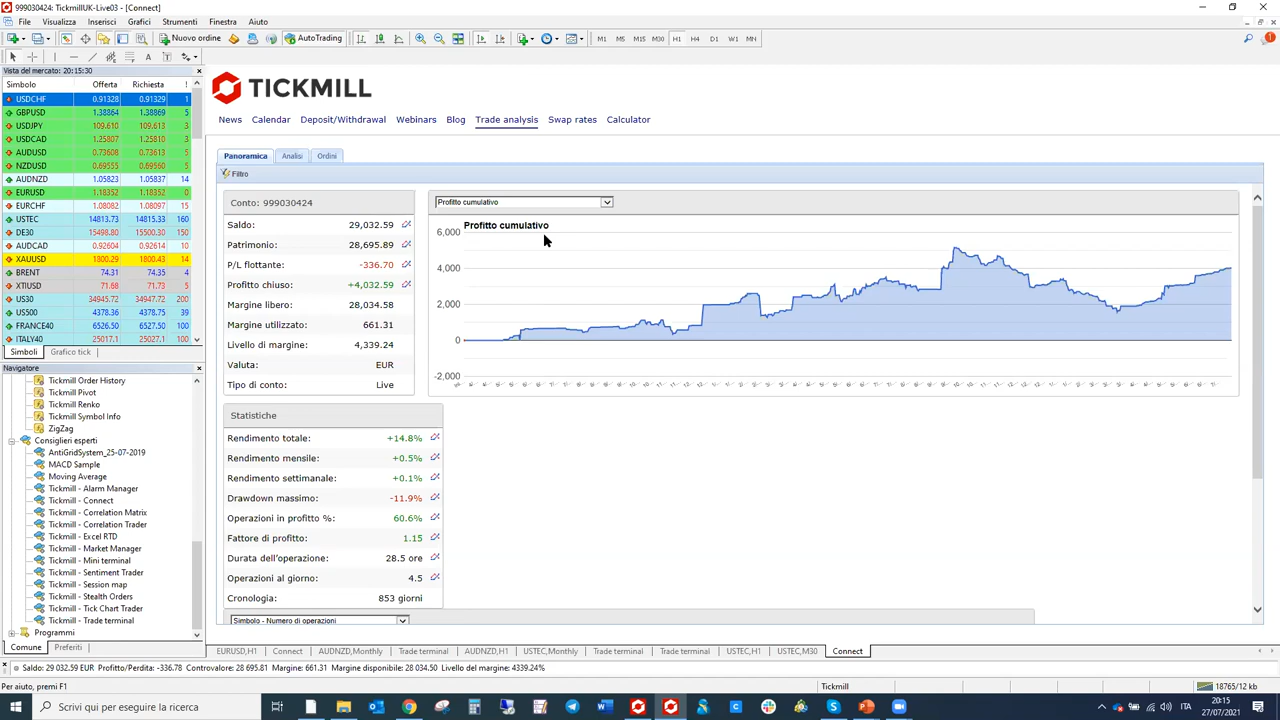 999030424: TickmillUK-Live03 - [Connect]
File Visualizza Inserisci Grafici Strumenti Finestra Aiuto
Nuovo ordine AutoTrading M1 M5 M15 M30 H1 H4 D1 W1 MN
Vista del mercato: 20:15:30
Simbolo Offerta Richiesta !
USDCHF 0.91328 0.91329 1
GBPUSD 1.38864 1.38869 5
USDJPY 109.610 109.613 3
USDCAD 1.25807 1.25810 3
AUDUSD 0.73608 0.73613 5
NZDUSD 0.69555 0.69560 5
AUDNZD 1.05823 1.05837 14
EURUSD 1.18352 1.18352 0
EURCHF 1.08082 1.08097 15
USTEC 14813.73 14815.33 160
DE30 15498.20 15500.30 150
AUDCAD 0.92604 0.92614 10
XAUUSD 1800.29 1800.43 14
BRENT 74.31 74.35 4
XTIUSD 71.68 71.73 5
US30 34945.72 34947.72 200
US500 4378.36 4378.75 39
FRANCE40 6526.50 6527.50 100
ITALY40 25017.1 25027.1 100
Simboli Grafico tick
Navigatore
Tickmill Order History
Tickmill Pivot
Tickmill Renko
Tickmill Symbol Info
ZigZag
Consiglieri esperti
AntiGridSystem_25-07-2019
MACD Sample
Moving Average
Tickmill - Alarm Manager
Tickmill - Connect
Tickmill - Correlation Matrix
Tickmill - Correlation Trader
Tickmill - Excel RTD
Tickmill - Market Manager
Tickmill - Mini terminal
Tickmill - Sentiment Trader
Tickmill - Session map
Tickmill - Stealth Orders
Tickmill - Tick Chart Trader
Tickmill - Trade terminal
Programmi
Comune Preferiti
TICKMILL
News Calendar Deposit/Withdrawal Webinars Blog Trade analysis Swap rates Calculator
Panoramica Analisi Ordini
Filtro
Conto: 999030424
Saldo: 29,032.59
Patrimonio: 28,695.89
P/L flottante: -336.70
Profitto chiuso: +4,032.59
Margine libero: 28,034.58
Margine utilizzato: 661.31
Livello di margine: 4,339.24
Valuta: EUR
Tipo di conto: Live
Profitto cumulativo
Profitto cumulativo
6,000
4,000
2,000
0
-2,000
Statistiche
Rendimento totale: +14.8%
Rendimento mensile: +0.5%
Rendimento settimanale: +0.1%
Drawdown massimo: -11.9%
Operazioni in profitto %: 60.6%
Fattore di profitto: 1.15
Durata dell'operazione: 28.5 ore
Operazioni al giorno: 4.5
Cronologia: 853 giorni
Simbolo - Numero di operazioni
EURUSD,H1 Connect AUDNZD,Monthly Trade terminal AUDNZD,H1 USTEC,Monthly Trade terminal Trade terminal USTEC,H1 USTEC,M30 Connect
Saldo: 29 032.59 EUR Profitto/Perdita: -336.78 Controvalore: 28 695.81 Margine: 661.31 Margine disponibile: 28 034.50 Livello del margine: 4339.24%
Per aiuto, premi F1 Tickmill 18765/12 kb
Scrivi qui per eseguire la ricerca
ITA
20:15
27/07/2021